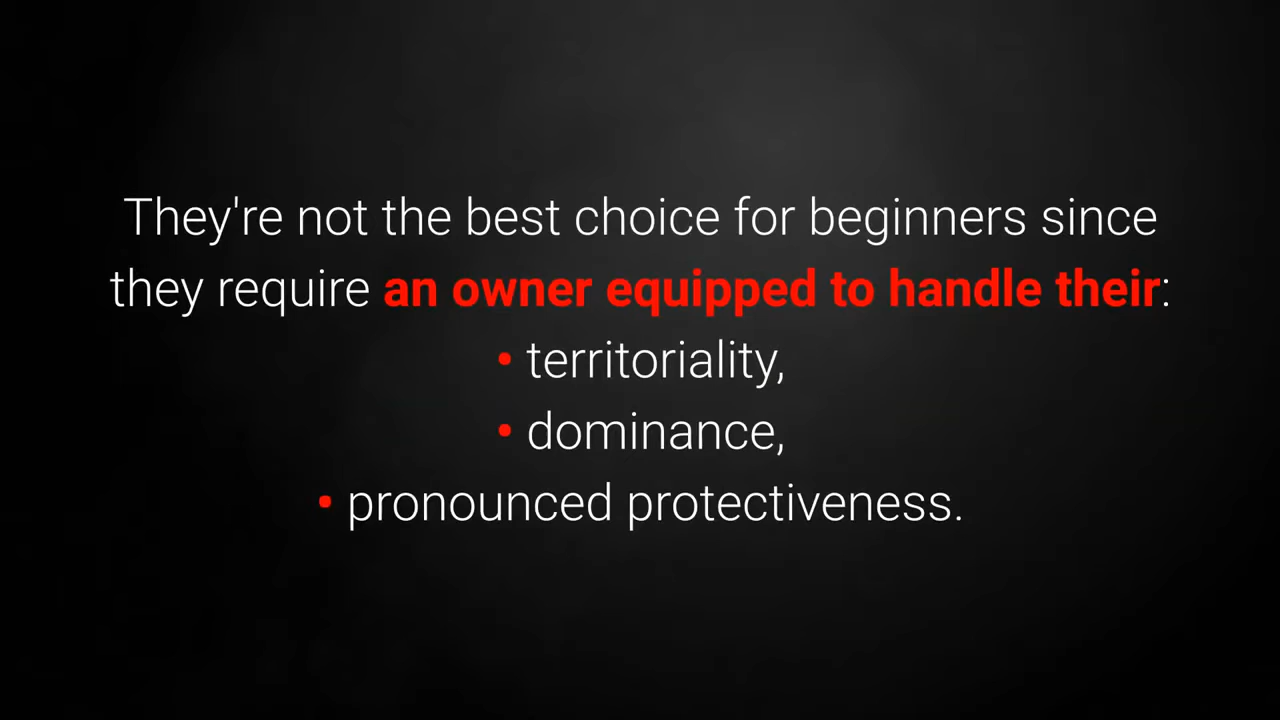 They're not the best choice for beginners since
they require an owner equipped to handle their:
• territoriality,
• dominance,
• pronounced protectiveness.